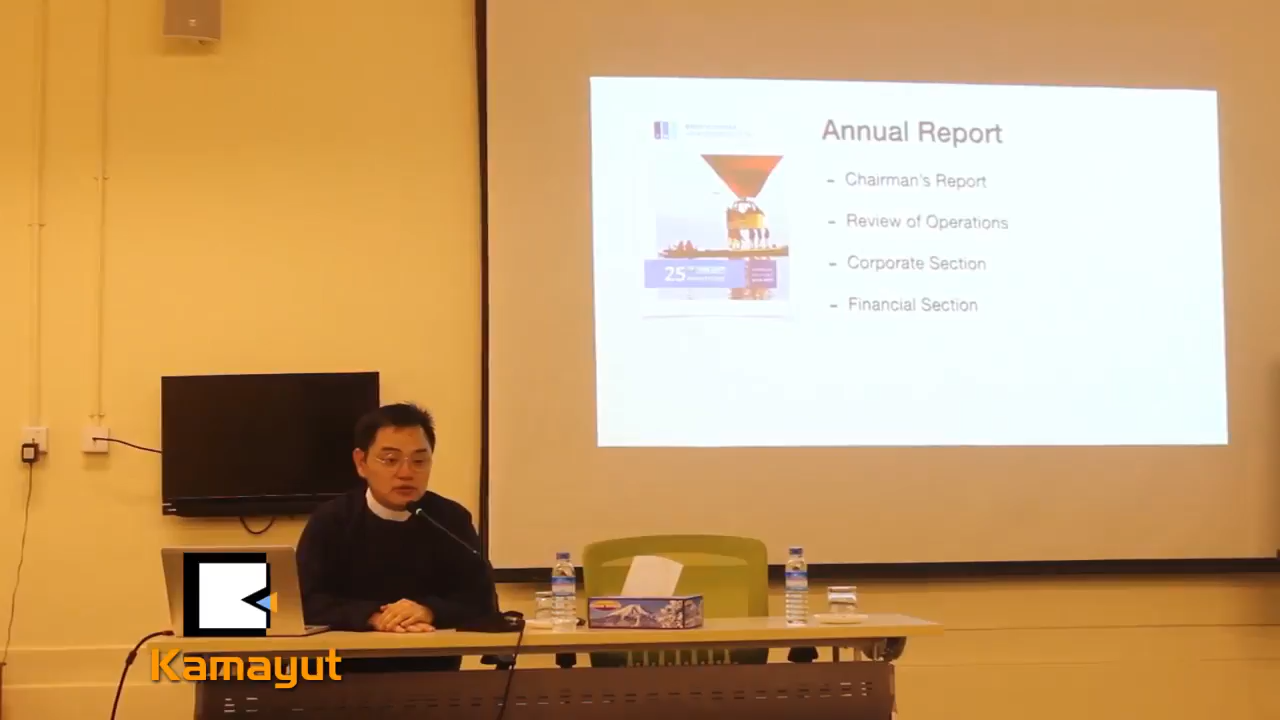 Annual Report
- Chairman's Report
- Review of Operations
- Corporate Section
- Financial Section
25
Kamayut